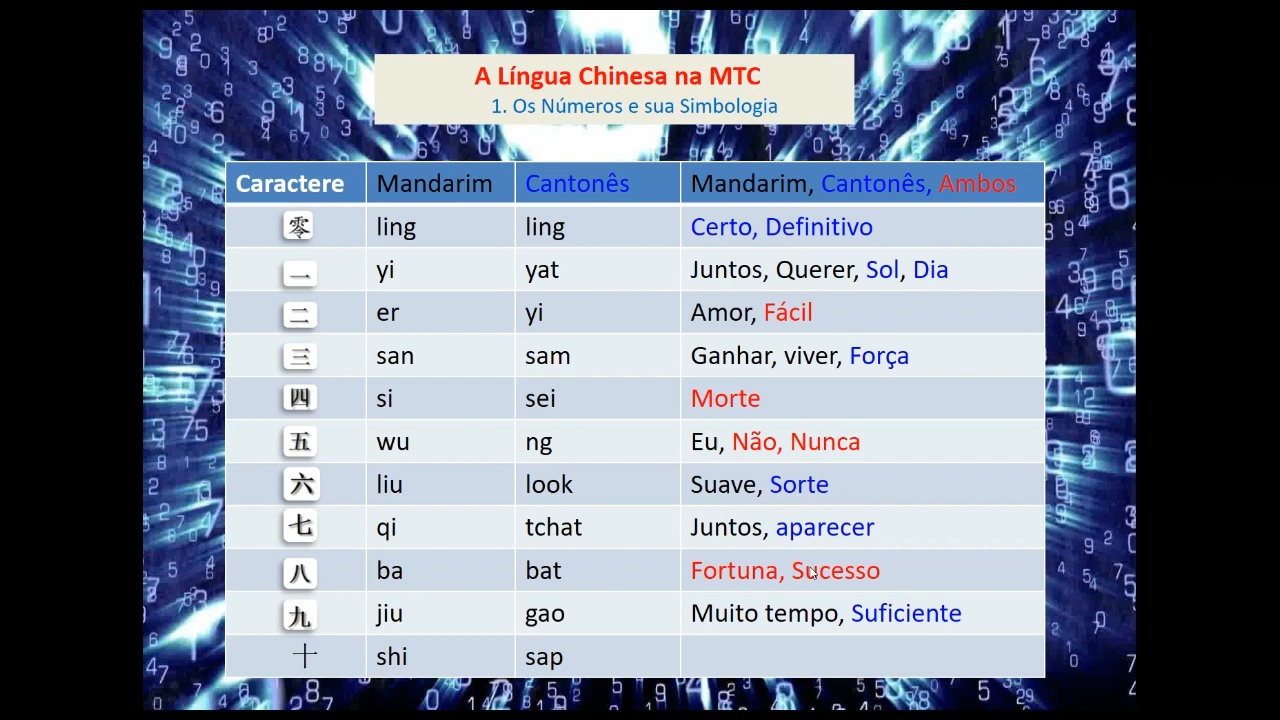 A Língua Chinesa na MTC
1. Os Números e sua Simbologia
Caractere Mandarim Cantonês Mandarim, Cantonês, Ambos
零 ling ling Certo, Definitivo
一 yi yat Juntos, Querer, Sol, Dia
二 er yi Amor, Fácil
三 san sam Ganhar, viver, Força
四 si sei Morte
五 wu ng Eu, Não, Nunca
六 liu look Suave, Sorte
七 qi tchat Juntos, aparecer
八 ba bat Fortuna, Sucesso
九 jiu gao Muito tempo, Suficiente
十 shi sap